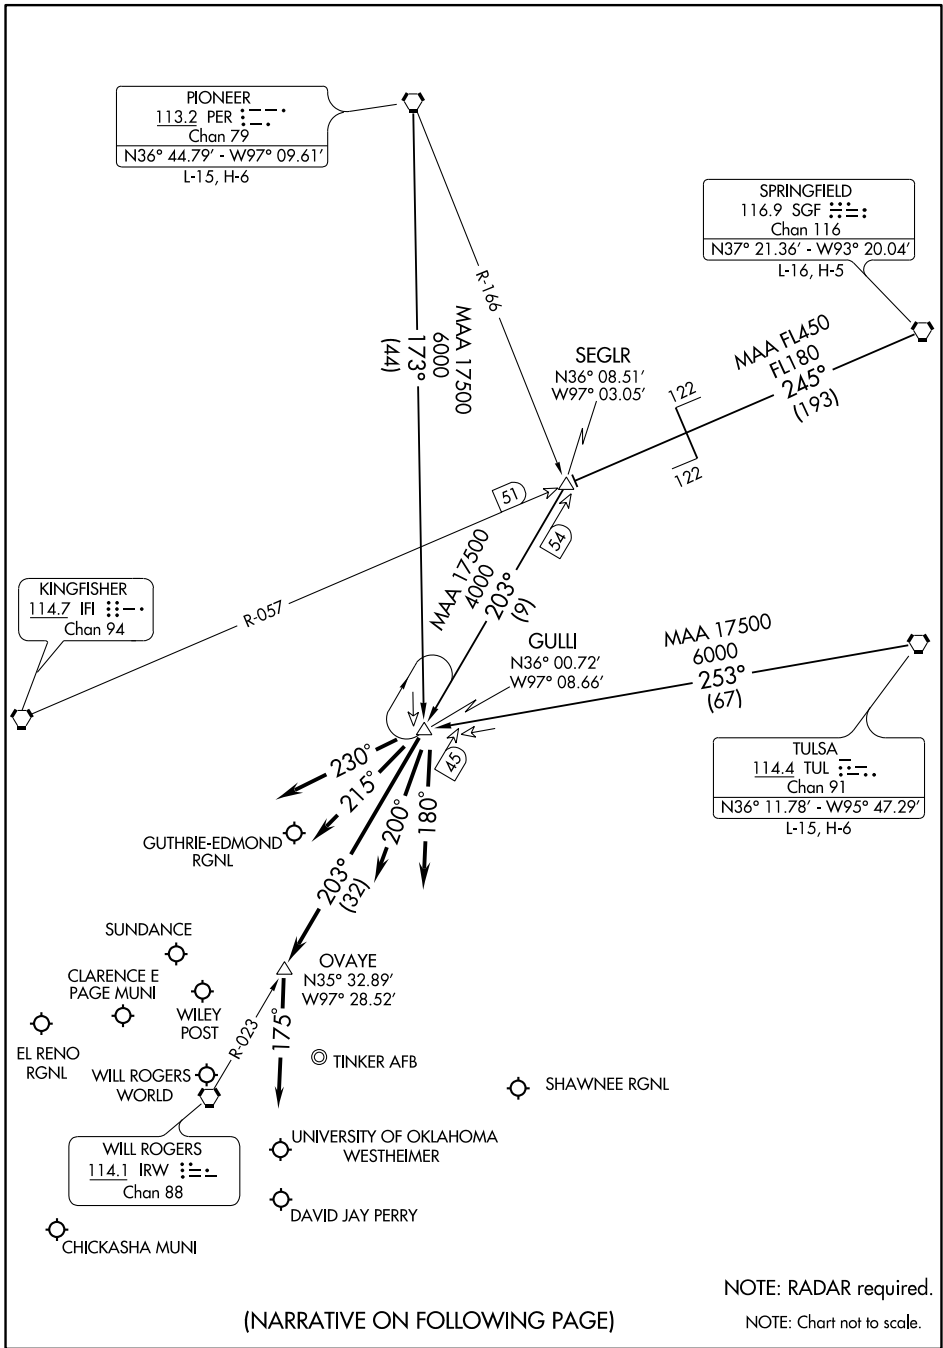 PIONEER
113.2 PER
Chan 79
N36° 44.79' - W97° 09.61'
L-15, H-6
SPRINGFIELD
116.9 SGF
Chan 116
N37° 21.36' - W93° 20.04'
L-16, H-5
R-166
MAA 17500
6000
173°
(44)
SEGLR
N36° 08.51'
W97° 03.05'
MAA FL450
FL180
245°
(193)
122
122
51
54
KINGFISHER
114.7 IFI
Chan 94
R-057
MAA 17500
4000
203°
(9)
GULLI
N36° 00.72'
W97° 08.66'
MAA 17500
6000
253°
(67)
45
TULSA
114.4 TUL
Chan 91
N36° 11.78' - W95° 47.29'
L-15, H-6
230°
215°
200°
180°
203°
(32)
GUTHRIE-EDMOND
RGNL
SUNDANCE
CLARENCE E
PAGE MUNI
WILEY
POST
EL RENO
RGNL
WILL ROGERS
WORLD
R-023
OVAYE
N35° 32.89'
W97° 28.52'
175°
TINKER AFB
SHAWNEE RGNL
WILL ROGERS
114.1 IRW
Chan 88
UNIVERSITY OF OKLAHOMA
WESTHEIMER
DAVID JAY PERRY
CHICKASHA MUNI
NOTE: RADAR required.
(NARRATIVE ON FOLLOWING PAGE)
NOTE: Chart not to scale.